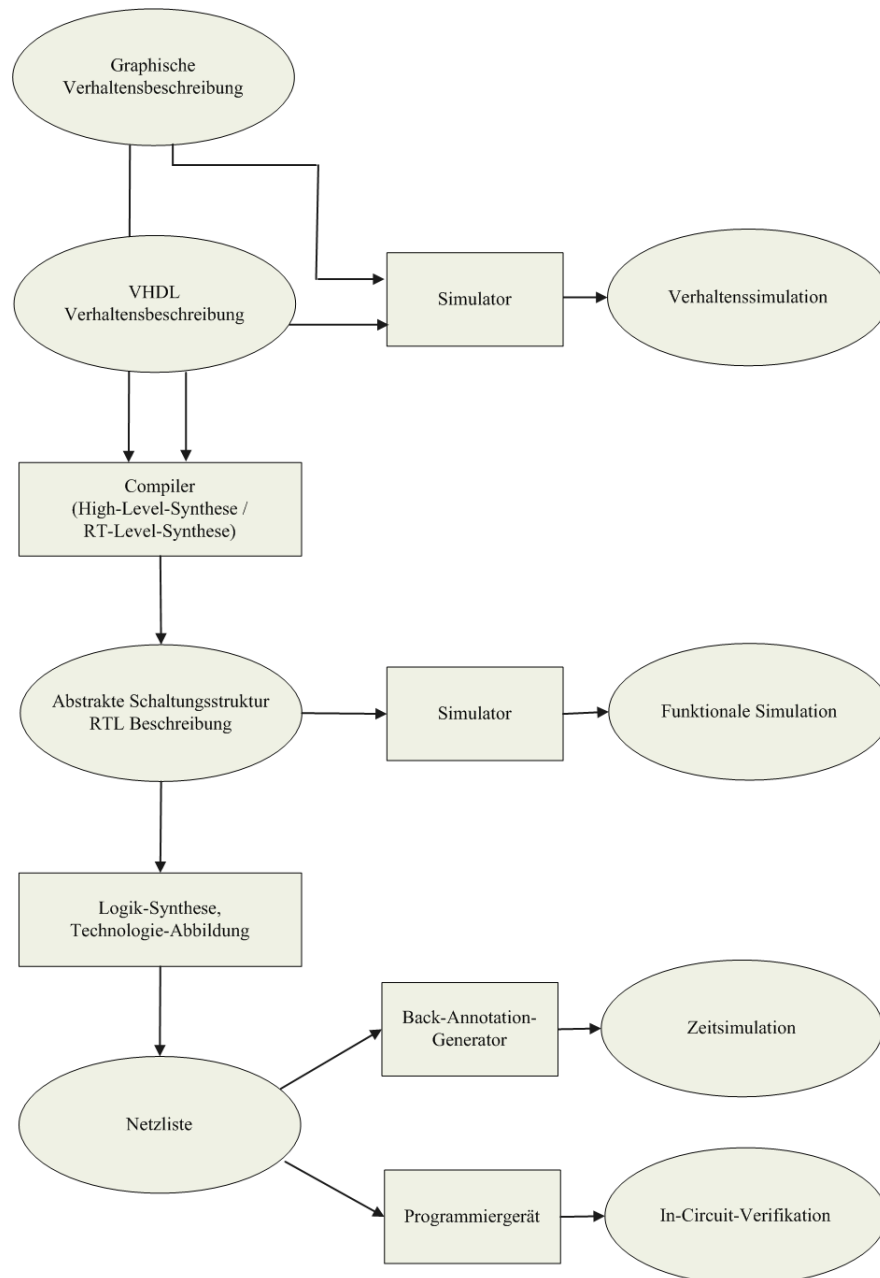 Graphische
Verhaltensbeschreibung
VHDL
Verhaltensbeschreibung
Simulator
Verhaltenssimulation
Compiler
(High-Level-Synthese /
RT-Level-Synthese)
Abstrakte Schaltungsstruktur
RTL Beschreibung
Simulator
Funktionale Simulation
Logik-Synthese,
Technologie-Abbildung
Back-Annotation-
Generator
Zeitsimulation
Netzliste
Programmiergerät
In-Circuit-Verifikation